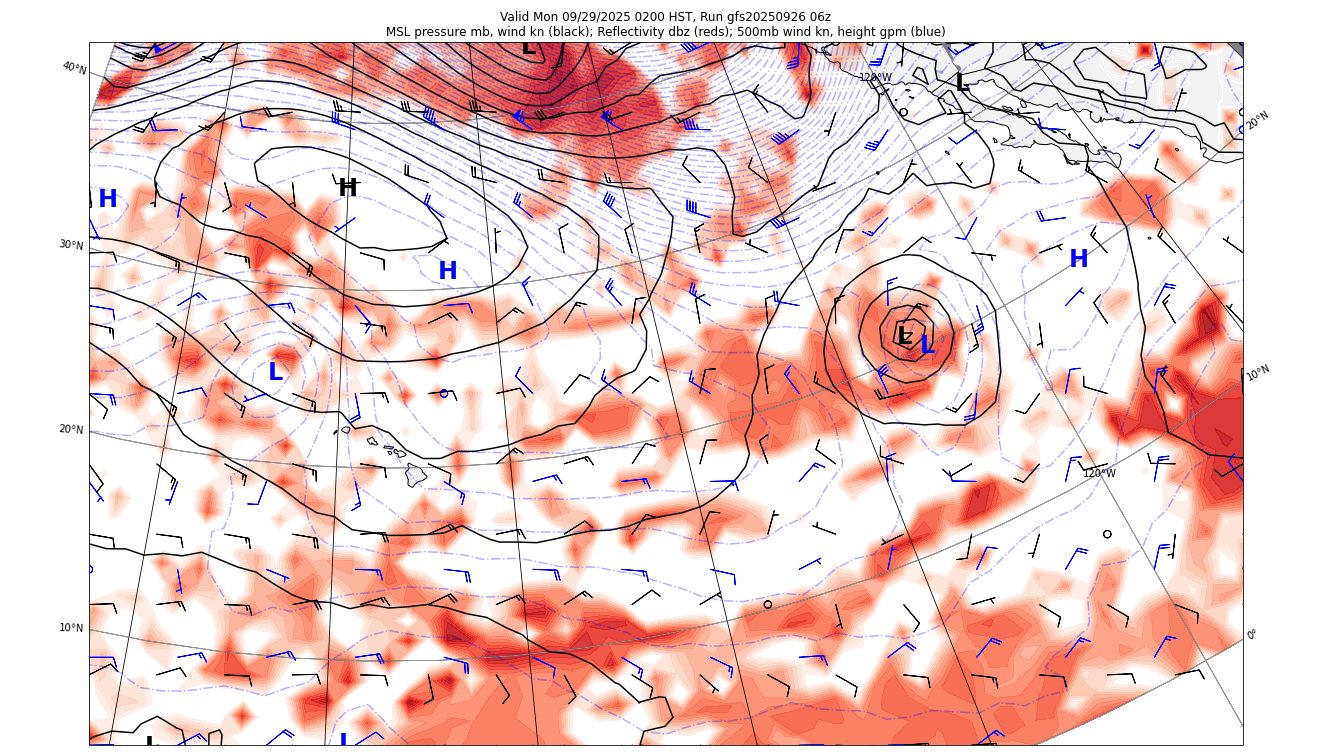 Valid Mon 09/29/2025 0200 HST, Run gfs20250926 06z
MSL pressure mb, wind kn (black); Reflectivity dbz (reds); 500mb wind kn, height gpm (blue)
L
40°N
120°W
L
20°N
H
H
30°N
H
H
L
L
L
10°N
20°N
120°W
10°N
0°
L
L